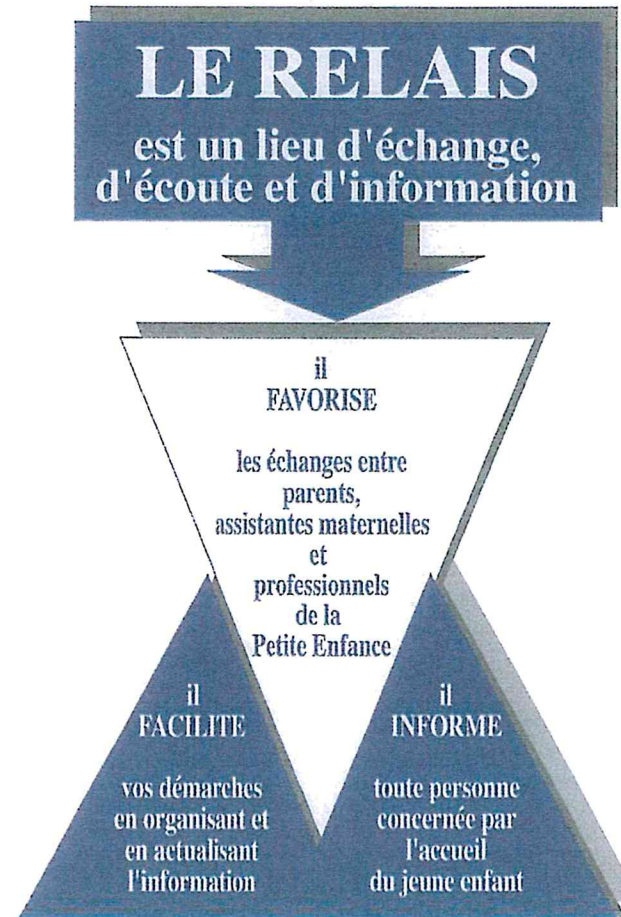 LE RELAIS
est un lieu d'échange,
d'écoute et d'information
il
FAVORISE
les échanges entre
parents,
assistantes maternelles
et
professionnels
de la
Petite Enfance
il
FACILITE
vos démarches
en organisant et
en actualisant
l'information
il
INFORME
toute personne
concernée par
l'accueil
du jeune enfant